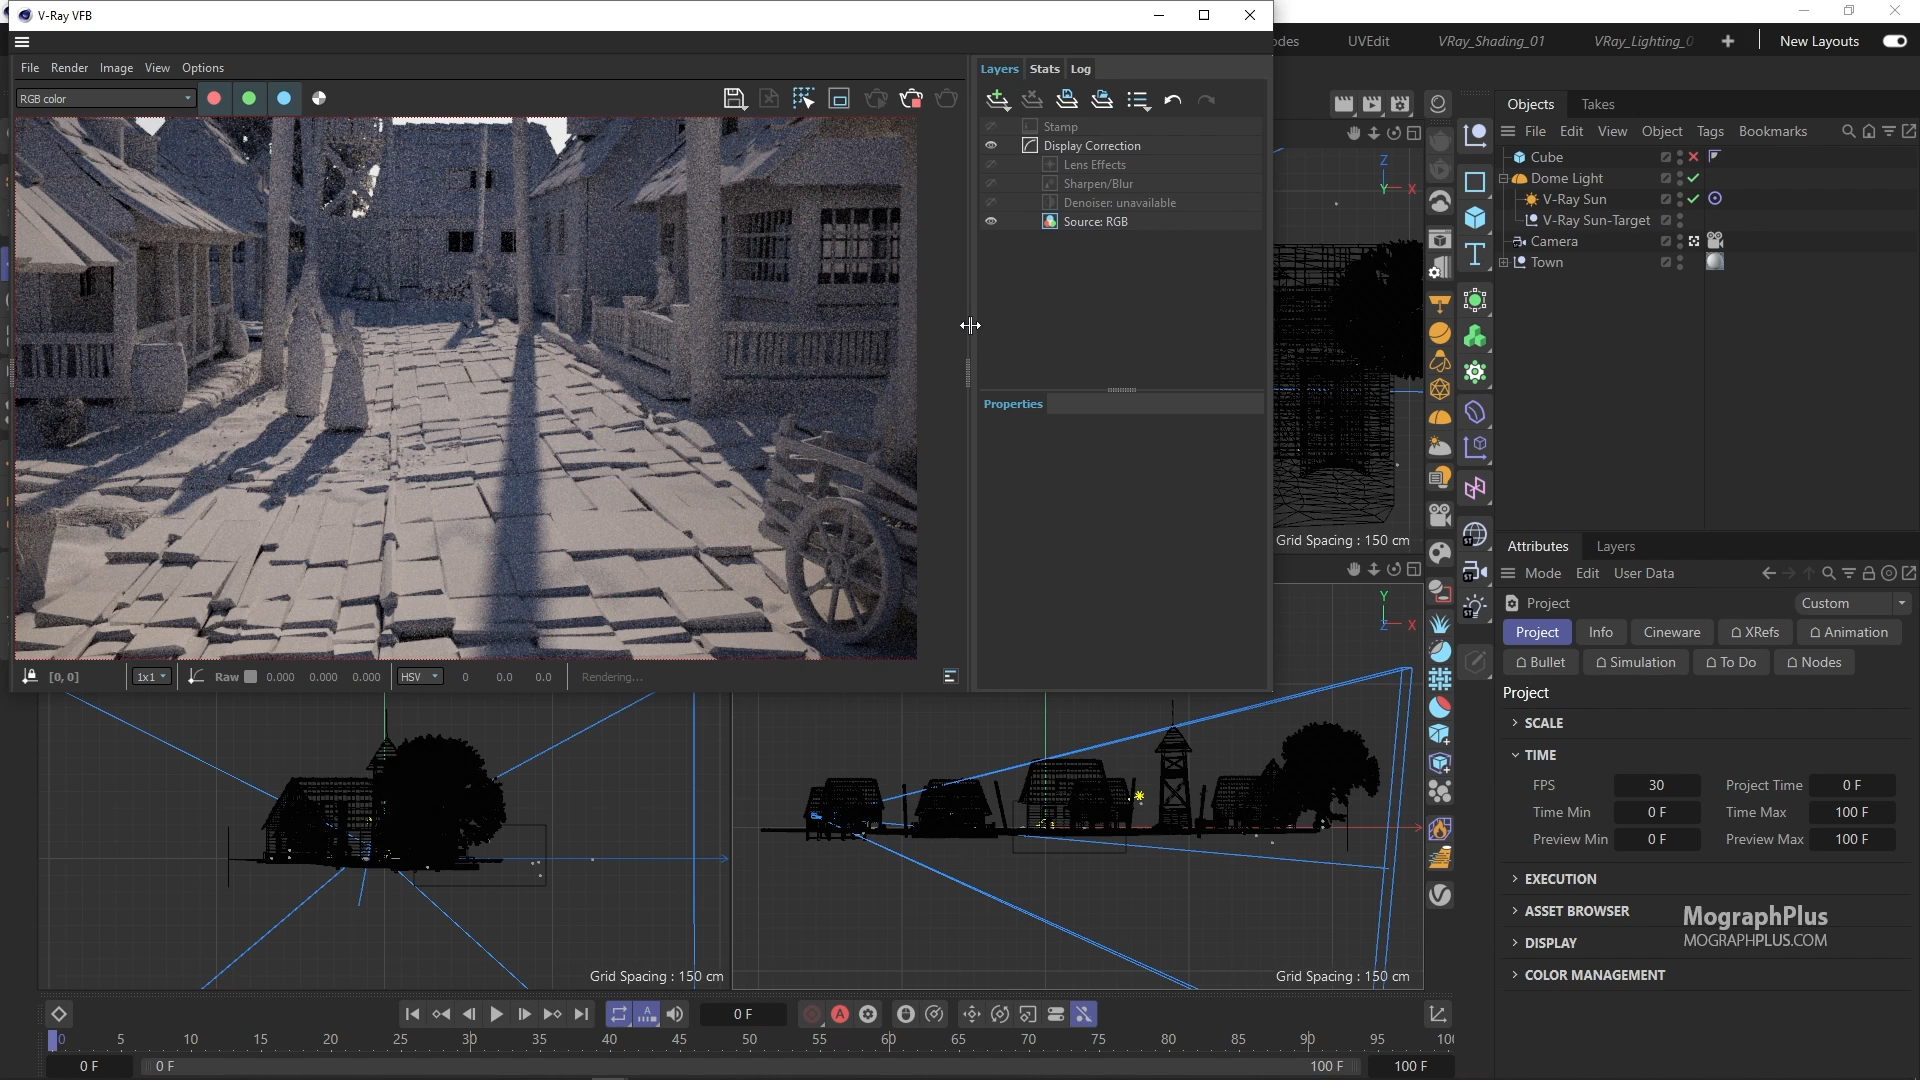 V-Ray VFB
File Render Image View Options
RGB color
Layers Stats Log
Stamp
Display Correction
Lens Effects
Sharpen/Blur
Denoiser: unavailable
Source: RGB
Properties
[0, 0] 1x1 Raw 0.000 0.000 0.000 HSV 0 0.0 0.0 Rendering...
des UVEdit VRay_Shading_01 VRay_Lighting_0 New Layouts
Objects Takes
File Edit View Object Tags Bookmarks
Cube
Dome Light
V-Ray Sun
V-Ray Sun-Target
Camera
Town
Z
Y X
Grid Spacing : 150 cm
Y
Z X
Grid Spacing : 150 cm
Grid Spacing : 150 cm
ST
ST
ST
Attributes Layers
Mode Edit User Data
Project Custom
Project Info Cineware XRefs Animation
Bullet Simulation To Do Nodes
Project
SCALE
TIME
FPS 30 Project Time 0 F
Time Min 0 F Time Max 100 F
Preview Min 0 F Preview Max 100 F
EXECUTION
ASSET BROWSER
DISPLAY
COLOR MANAGEMENT
MographPlus
MOGRAPHPLUS.COM
0 F
A
A
0 5 10 15 20 25 30 35 40 45 50 55 60 65 70 75 80 85 90 95 10
0 F 0 F 100 F 100 F